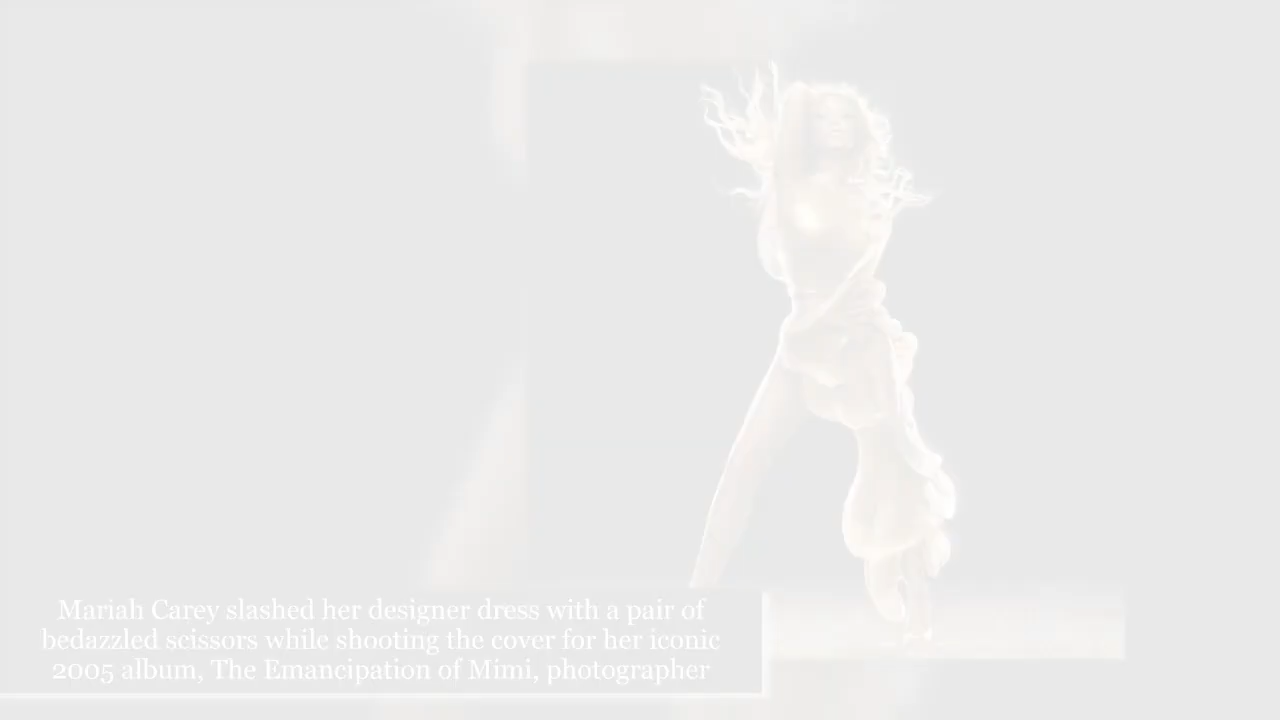 Mariah Carey slashed her designer dress with a pair of
bedazzled scissors while shooting the cover for her iconic
2005 album, The Emancipation of Mimi, photographer